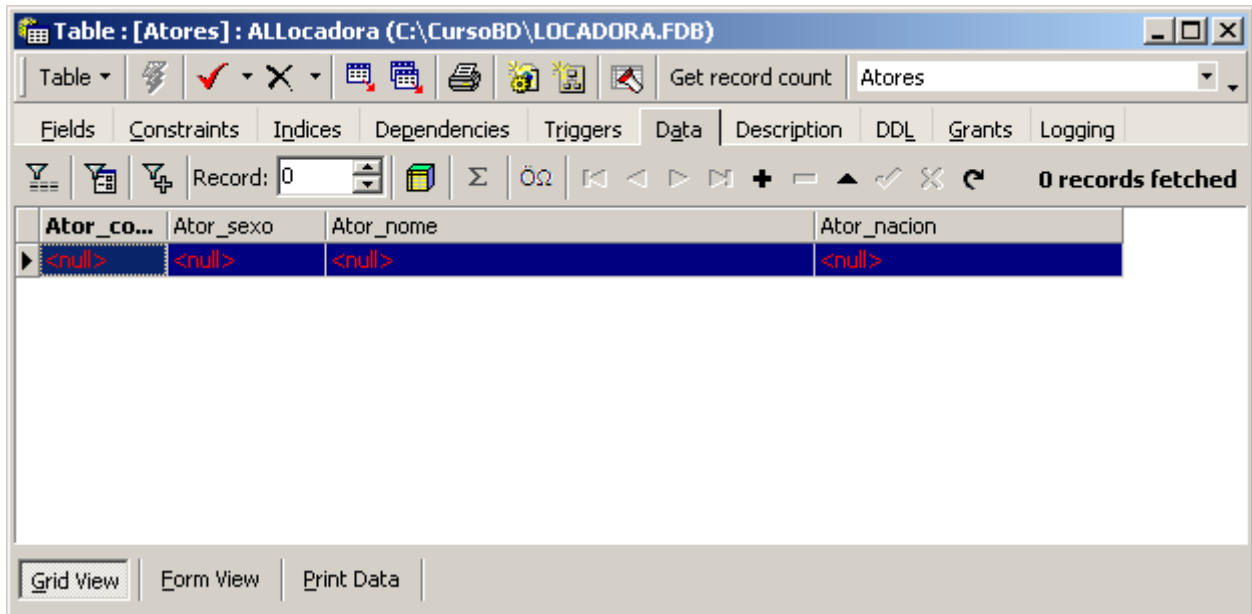 Table : [Atores] : ALLocadora (C:\CursoBD\LOCADORA.FDB)
Table Get record count Atores
Fields Constraints Indices Dependencies Triggers Data Description DDL Grants Logging
Record: 0 Σ ÖΩ 0 records fetched
Ator_co... Ator_sexo Ator_nome Ator_nacion
<null> <null> <null> <null>
Grid View Form View Print Data